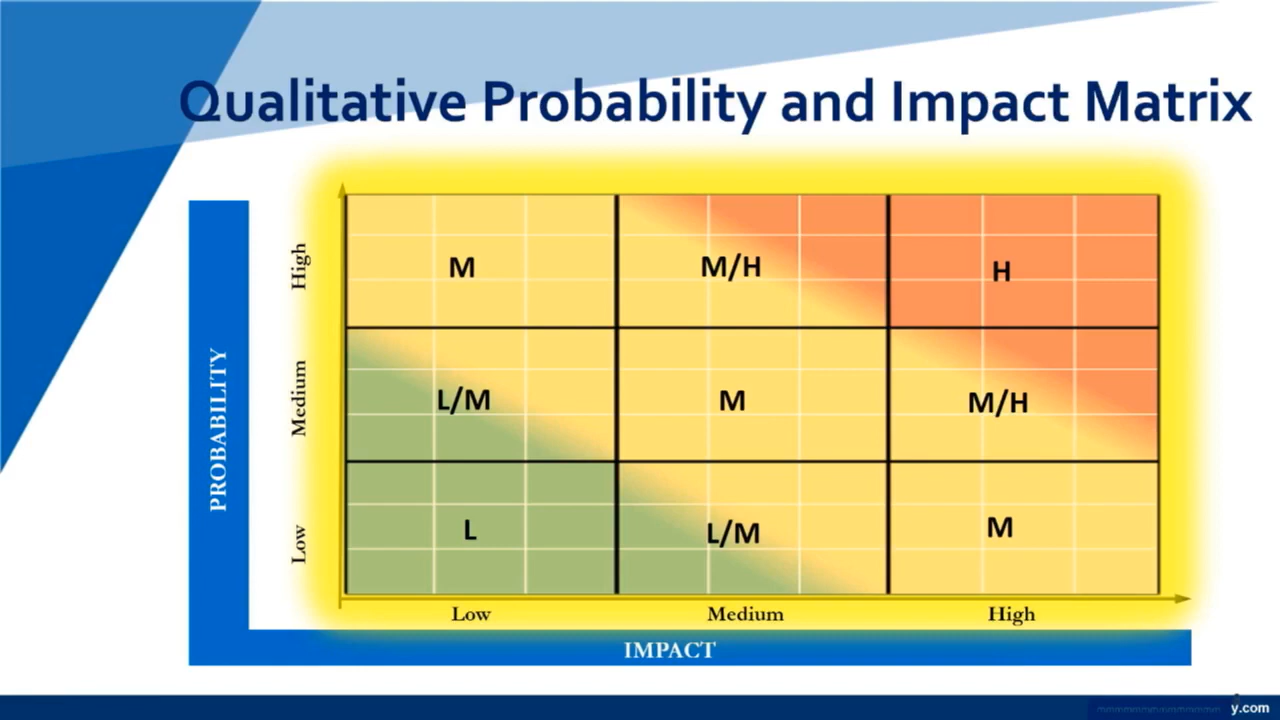 Qualitative Probability and Impact Matrix
PROBABILITY
High
M
M/H
H
Medium
L/M
M
M/H
Low
L
L/M
M
Low
Medium
High
IMPACT
y.com